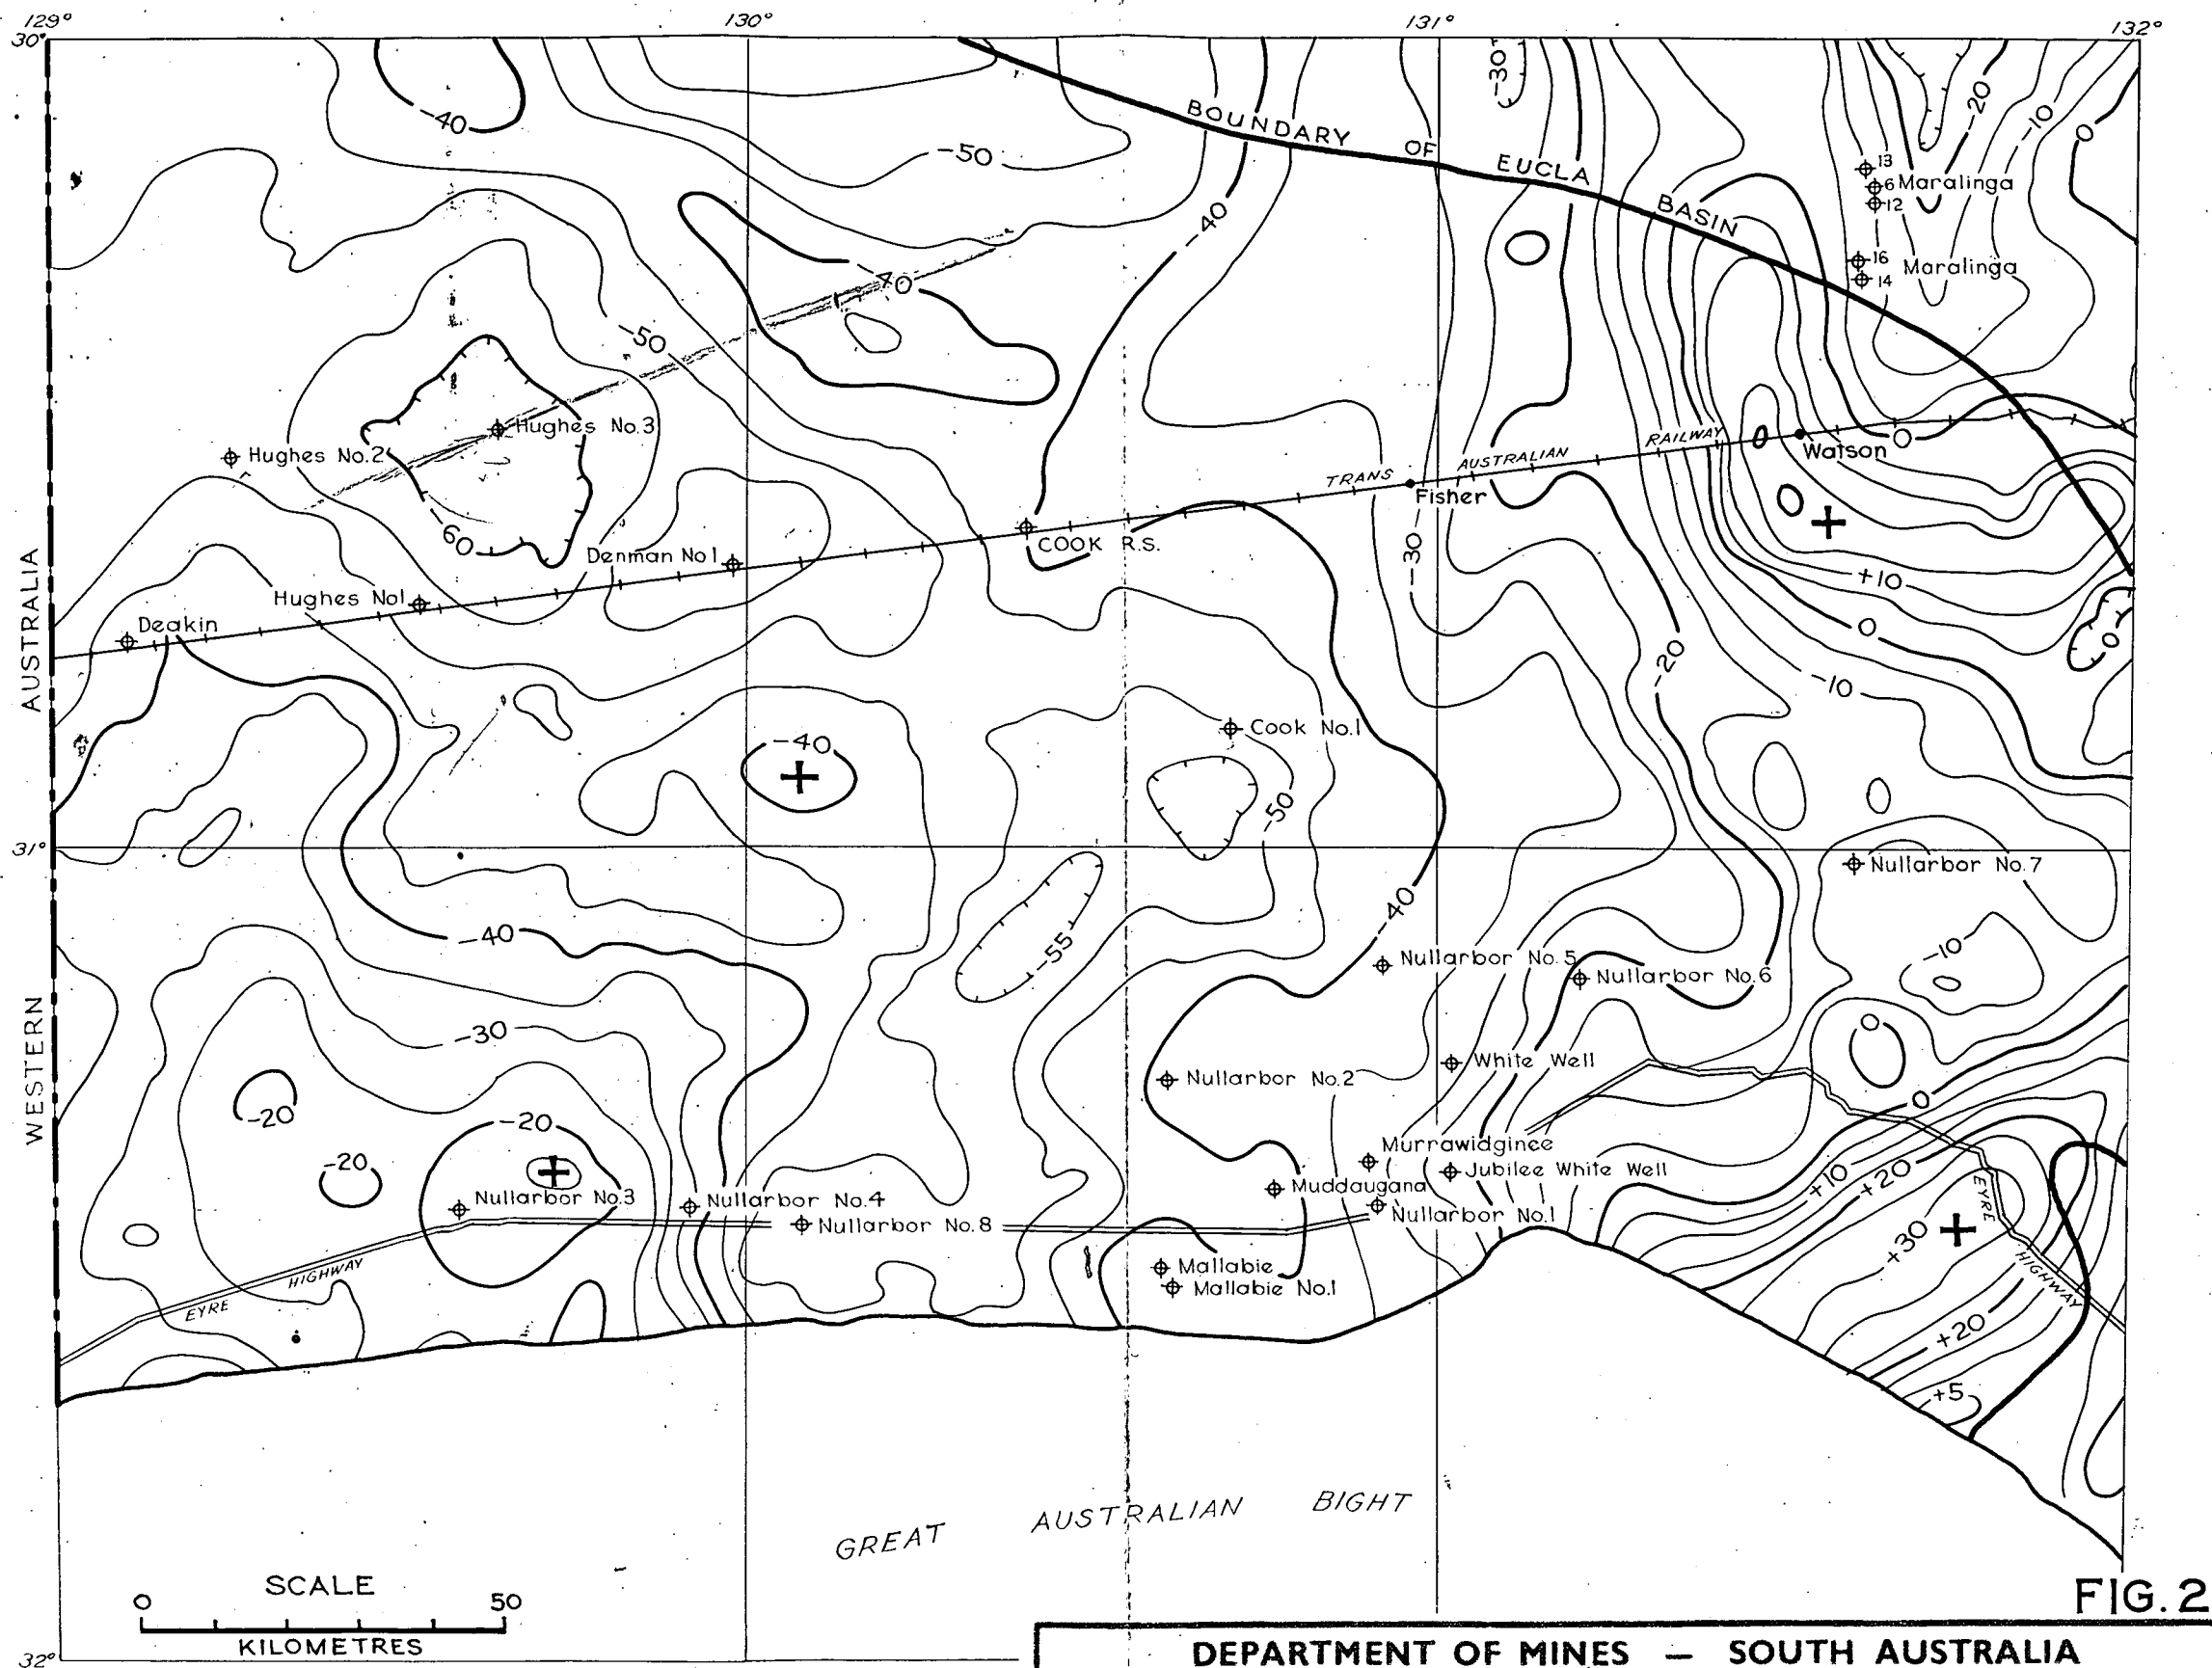 129° 130° 131° 132°
30°
-30
-40
-20
-10
0
BOUNDARY OF EUCLA BASIN
-50
13
6 Maralinga
12
-40
16 Maralinga
14
-40
-50
Hughes No.3
Hughes No.2
TRANS AUSTRALIAN RAILWAY
0
0
Watson
Fisher
-60
COOK R.S.
Denman No1
-30
0
+10
Hughes No1
Deakin
0
0
-20
-10
AUSTRALIA
Cook No.1
-40
-50
31°
Nullarbor No.7
-40
-40
-55
-10
Nullarbor No.5
Nullarbor No.6
-30
0
WESTERN
White Well
Nullarbor No.2
-20
0
-20
Murrawidginee
-20
Jubilee White Well
+10
+20
Muddaugana
Nullarbor No.3
Nullarbor No.4
Nullarbor No.1
Nullarbor No.8
+30
EYRE HIGHWAY
Mallabie
Mallabie No.1
EYRE HIGHWAY
+20
+5
GREAT AUSTRALIAN BIGHT
SCALE
0 50
KILOMETRES
FIG. 2
32°
DEPARTMENT OF MINES — SOUTH AUSTRALIA